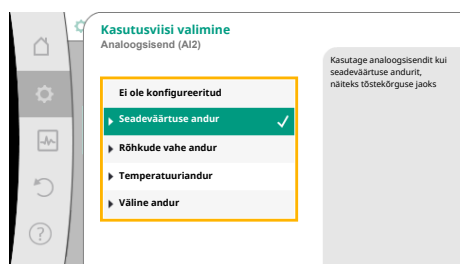 Kasutusviisi valimine
Analoogsisend (AI2)
Ei ole konfigureeritud
Seadeväärtuse andur
Rõhkude vahe andur
Temperatuuriandur
Väline andur
Kasutage analoogsisendit kui
seadeväärtuse andurit,
näiteks tõstekõrguse jaoks